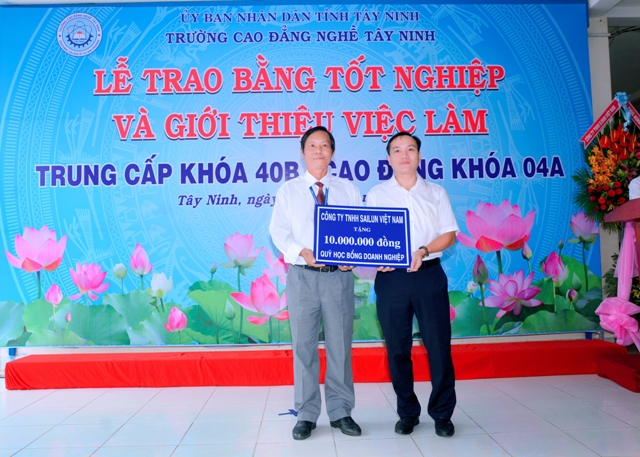 ỦY BAN NHÂN DÂN TỈNH TÂY NINH
TRƯỜNG CAO ĐẲNG NGHỀ TÂY NINH
LỄ TRAO BẰNG TỐT NGHIỆP
VÀ GIỚI THIỆU VIỆC LÀM
TRUNG CẤP KHÓA 40B CAO ĐẲNG KHÓA 04A
Tây Ninh, ngày
CÔNG TY TNHH SAILUN VIỆT NAM
TẶNG
10.000.000 đồng
QUỸ HỌC BỔNG DOANH NGHIỆP